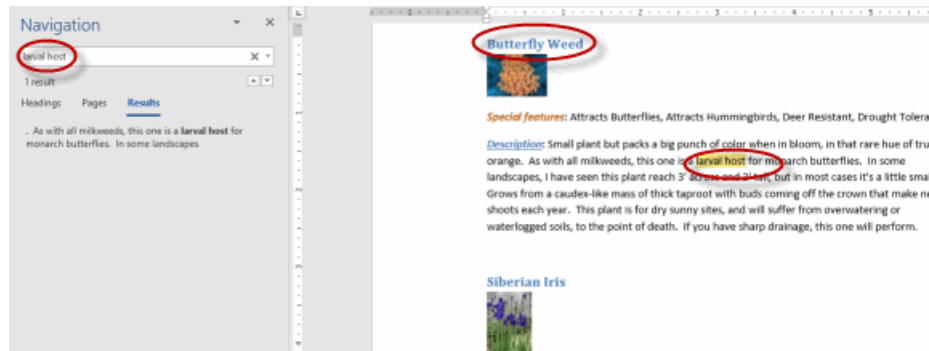 Navigation
larval host
1 result
Headings Pages Results
. As with all milkweeds, this one is a larval host for
monarch butterflies. In some landscapes
Butterfly Weed
Special features: Attracts Butterflies, Attracts Hummingbirds, Deer Resistant, Drought Tolera
Description: Small plant but packs a big punch of color when in bloom, in that rare hue of tru
orange. As with all milkweeds, this one is a larval host for monarch butterflies. In some
landscapes, I have seen this plant reach 3' across and 2' tall, but in most cases it's a little smal
Grows from a caudex-like mass of thick taproot with buds coming off the crown that make ne
shoots each year. This plant is for dry sunny sites, and will suffer from overwatering or
waterlogged soils, to the point of death. If you have sharp drainage, this one will perform.
Siberian Iris